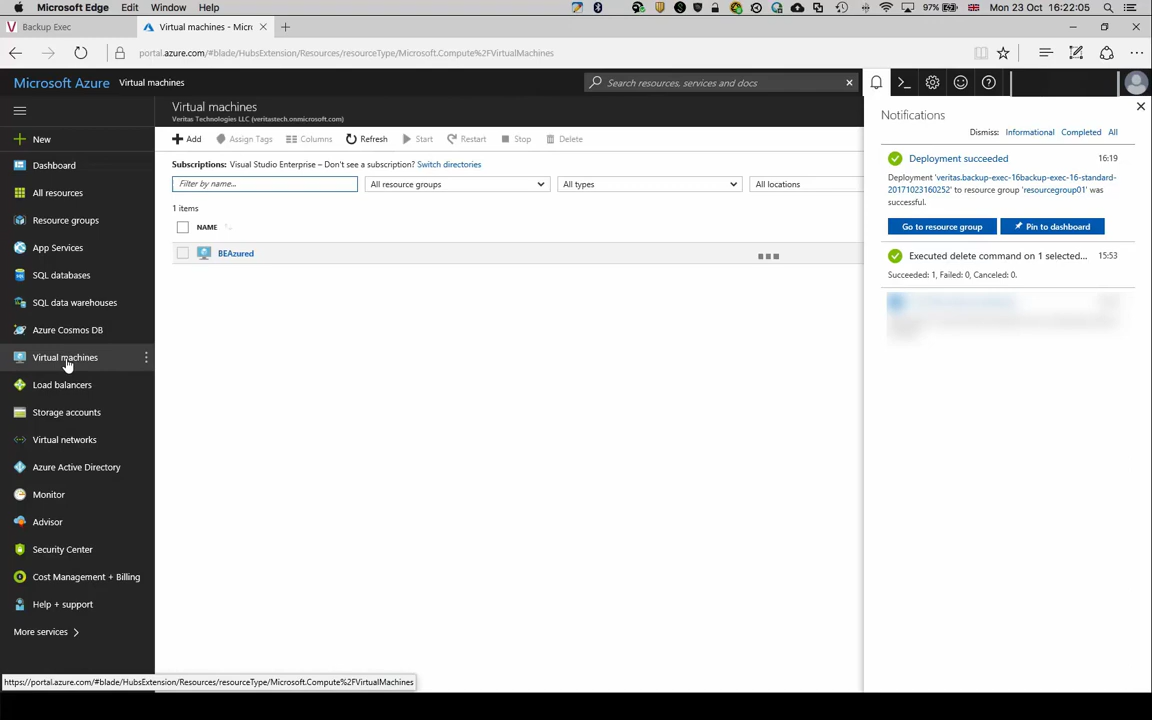 Microsoft Edge Edit Window Help 97% Mon 23 Oct 16:22:05
Backup Exec
Virtual machines - Micr
portal.azure.com/#blade/HubsExtension/Resources/resourceType/Microsoft.Compute%2FVirtualMachines
Microsoft Azure Virtual machines
Search resources, services and docs
New
Dashboard
All resources
Resource groups
App Services
SQL databases
SQL data warehouses
Azure Cosmos DB
Virtual machines
Load balancers
Storage accounts
Virtual networks
Azure Active Directory
Monitor
Advisor
Security Center
Cost Management + Billing
Help + support
More services
https://portal.azure.com/#blade/HubsExtension/Resources/resourceType/Microsoft.Compute%2FVirtualMachines
Virtual machines
Veritas Technologies LLC (veritastech.onmicrosoft.com)
Add Assign Tags Columns Refresh Start Restart Stop Delete
Subscriptions: Visual Studio Enterprise – Don't see a subscription? Switch directories
Filter by name... All resource groups All types All locations
1 items
NAME
BEAzured
Notifications
Dismiss: Informational Completed All
Deployment succeeded 16:19
Deployment 'veritas.backup-exec-16backup-exec-16-standard-
20171023160252' to resource group 'resourcegroup01' was
successful.
Go to resource group Pin to dashboard
Executed delete command on 1 selected... 15:53
Succeeded: 1, Failed: 0, Canceled: 0.